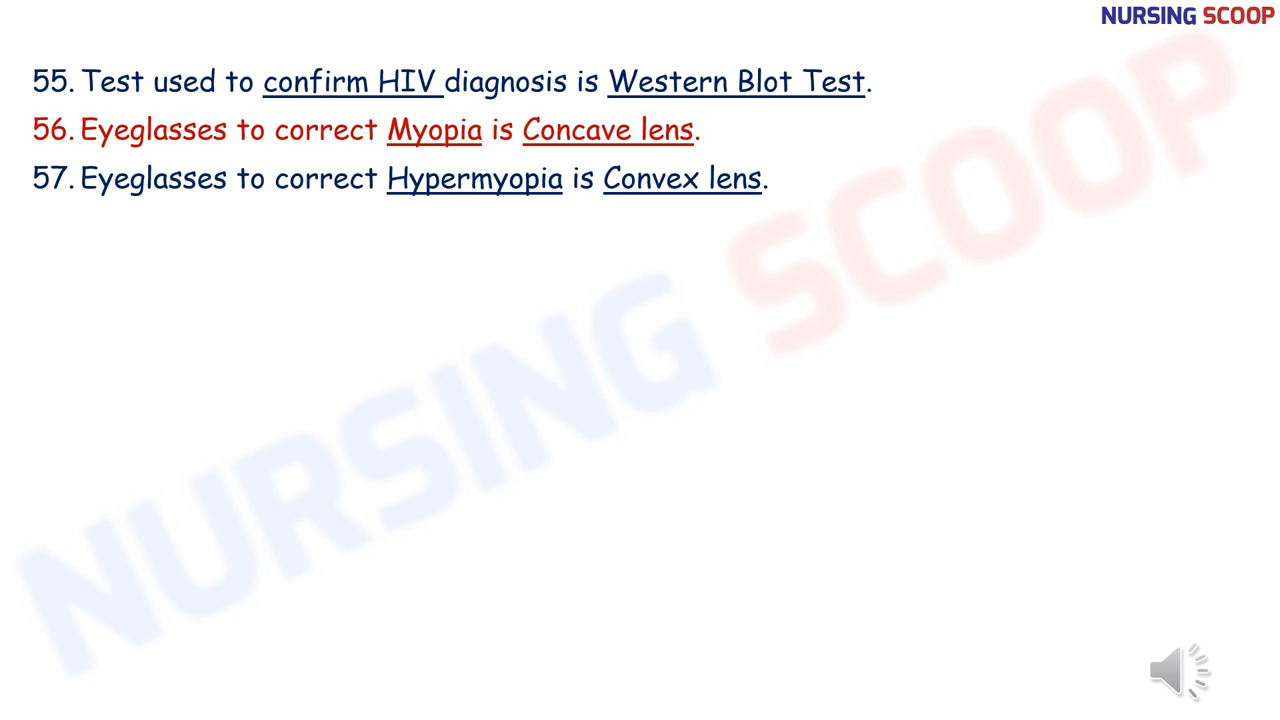 NURSING SCOOP
55. Test used to confirm HIV diagnosis is Western Blot Test.
56. Eyeglasses to correct Myopia is Concave lens.
57. Eyeglasses to correct Hypermyopia is Convex lens.
NURSING SCOOP